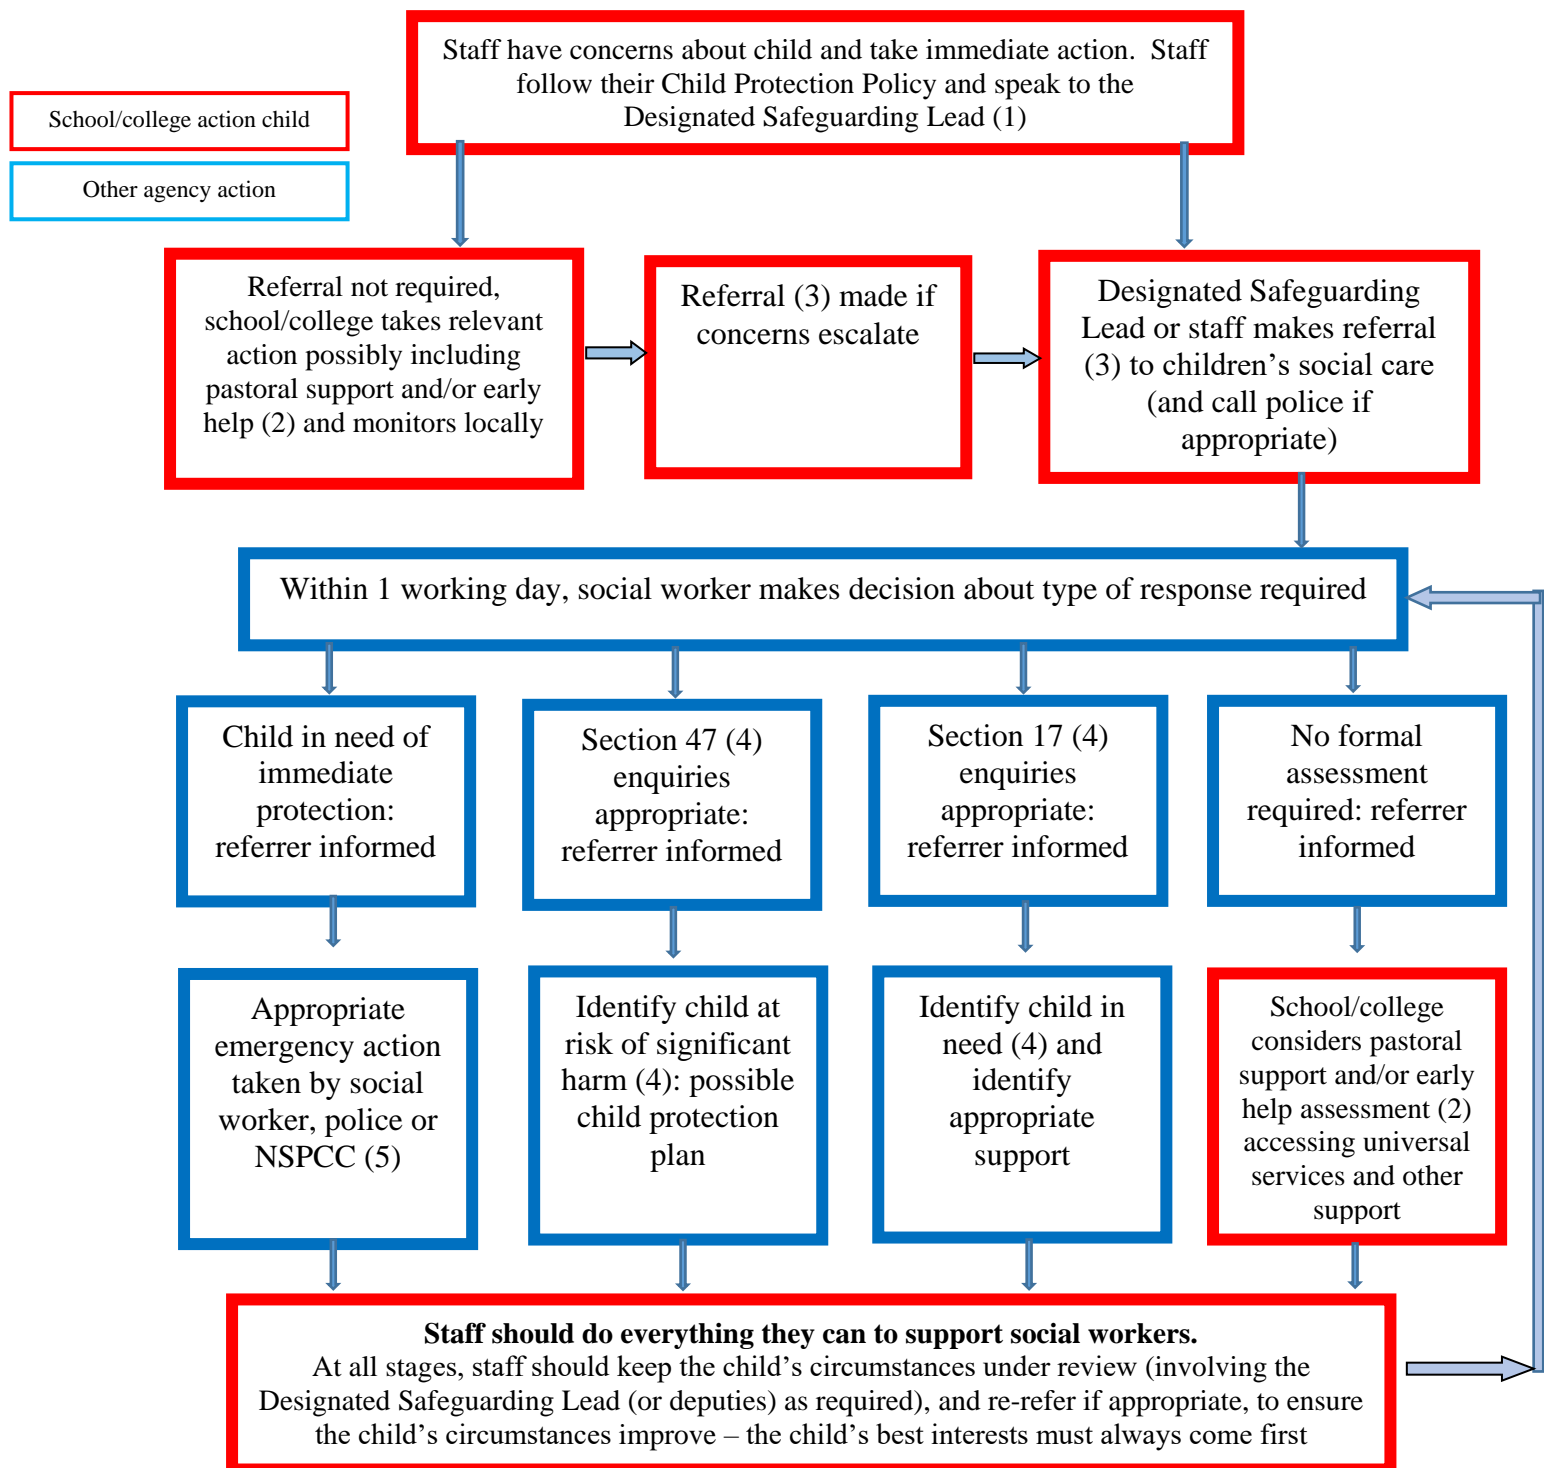 Staff have concerns about child and take immediate action.  Staff
follow their Child Protection Policy and speak to the
Designated Safeguarding Lead (1)
School/college action child
Other agency action
Referral not required,
school/college takes relevant
action possibly including
pastoral support and/or early
help (2) and monitors locally
Referral (3) made if
concerns escalate
Designated Safeguarding
Lead or staff makes referral
(3) to children’s social care
(and call police if
appropriate)
Within 1 working day, social worker makes decision about type of response required
Child in need of
immediate
protection:
referrer informed
Section 47 (4)
enquiries
appropriate:
referrer informed
Section 17 (4)
enquiries
appropriate:
referrer informed
No formal
assessment
required: referrer
informed
Appropriate
emergency action
taken by social
worker, police or
NSPCC (5)
Identify child at
risk of significant
harm (4): possible
child protection
plan
Identify child in
need (4) and
identify
appropriate
support
School/college
considers pastoral
support and/or early
help assessment (2)
accessing universal
services and other
support
Staff should do everything they can to support social workers.
At all stages, staff should keep the child’s circumstances under review (involving the
Designated Safeguarding Lead (or deputies) as required), and re-refer if appropriate, to ensure
the child’s circumstances improve – the child’s best interests must always come first